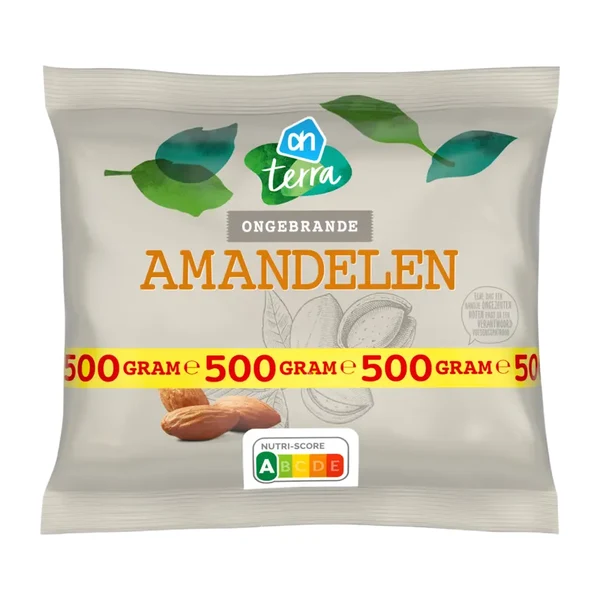 ah
terra
ONGEBRANDE
AMANDELEN
500 GRAM e 500 GRAM e 500 GRAM e 50
NUTRI-SCORE
A B C D E